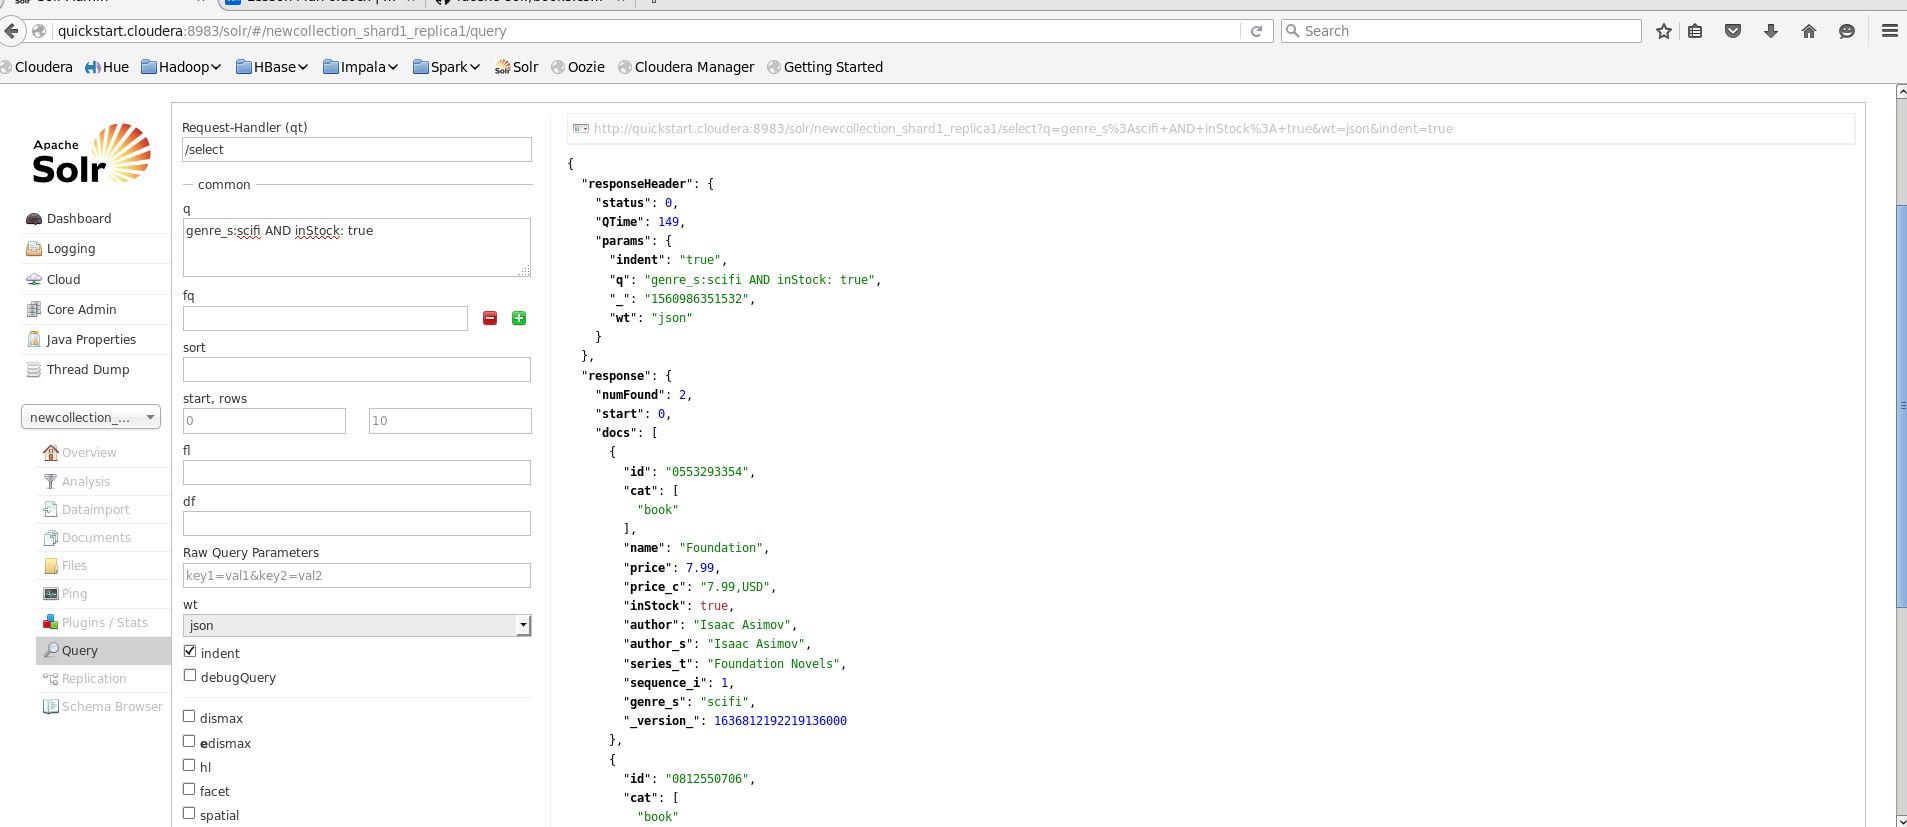 quickstart.cloudera:8983/solr/#/newcollection_shard1_replica1/query
Search
Cloudera Hue Hadoop HBase Impala Spark Solr Oozie Cloudera Manager Getting Started
Apache
Solr
Dashboard
Logging
Cloud
Core Admin
Java Properties
Thread Dump
newcollection_...
Overview
Analysis
Dataimport
Documents
Files
Ping
Plugins / Stats
Query
Replication
Schema Browser
Request-Handler (qt)
/select
common
q
genre_s:scifi AND inStock: true
fq
sort
start, rows
0 10
fl
df
Raw Query Parameters
key1=val1&key2=val2
wt
json
indent
debugQuery
dismax
edismax
hl
facet
spatial
http://quickstart.cloudera:8983/solr/newcollection_shard1_replica1/select?q=genre_s%3Ascifi+AND+inStock%3A+true&wt=json&indent=true
{
"responseHeader": {
"status": 0,
"QTime": 149,
"params": {
"indent": "true",
"q": "genre_s:scifi AND inStock: true",
"_": "1560986351532",
"wt": "json"
}
},
"response": {
"numFound": 2,
"start": 0,
"docs": [
{
"id": "0553293354",
"cat": [
"book"
],
"name": "Foundation",
"price": 7.99,
"price_c": "7.99,USD",
"inStock": true,
"author": "Isaac Asimov",
"author_s": "Isaac Asimov",
"series_t": "Foundation Novels",
"sequence_i": 1,
"genre_s": "scifi",
"_version_": 1636812192219136000
},
{
"id": "0812550706",
"cat": [
"book"